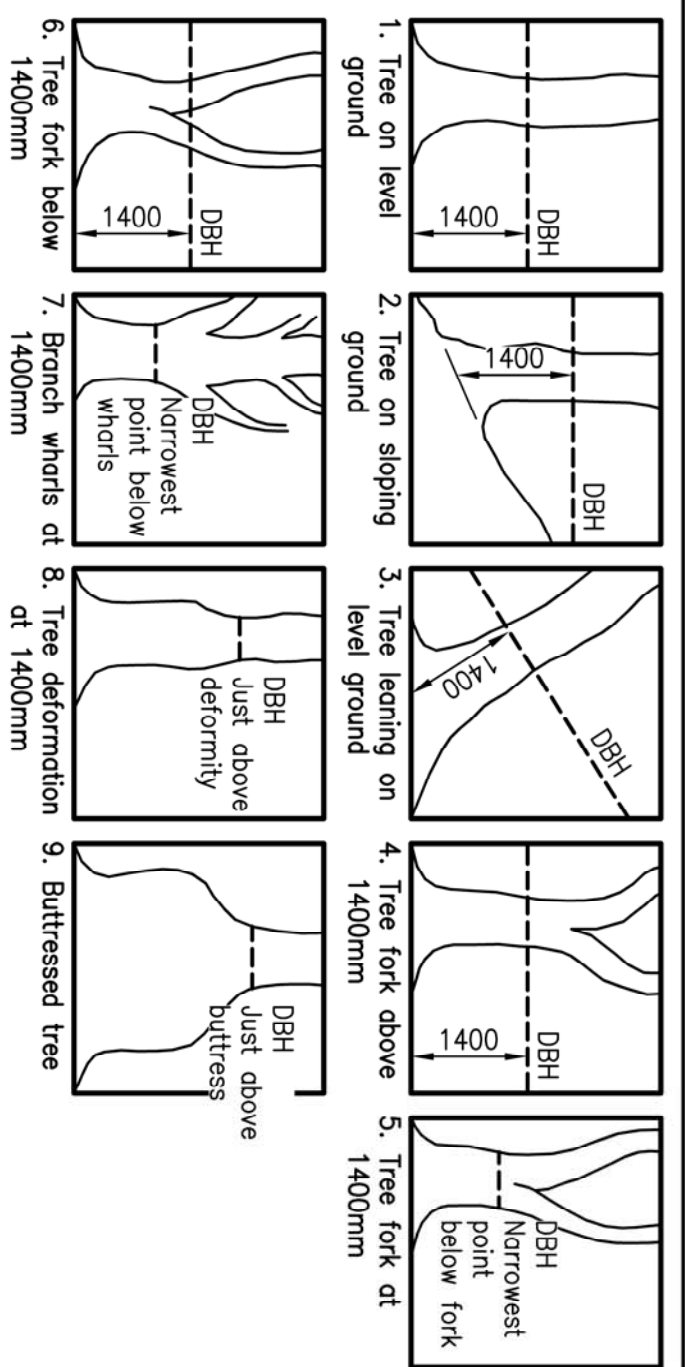 1400
DBH
1. Tree on level
ground
1400
DBH
2. Tree on sloping
ground
1400
DBH
3. Tree leaning on
level ground
1400
DBH
4. Tree fork above
1400mm
DBH
Narrowest
point
below fork
5. Tree fork at
1400mm
1400
DBH
6. Tree fork below
1400mm
DBH
Narrowest
point below
wharls
7. Branch wharls at
1400mm
DBH
Just above
deformity
8. Tree deformation
at 1400mm
DBH
Just above
buttress
9. Buttressed tree